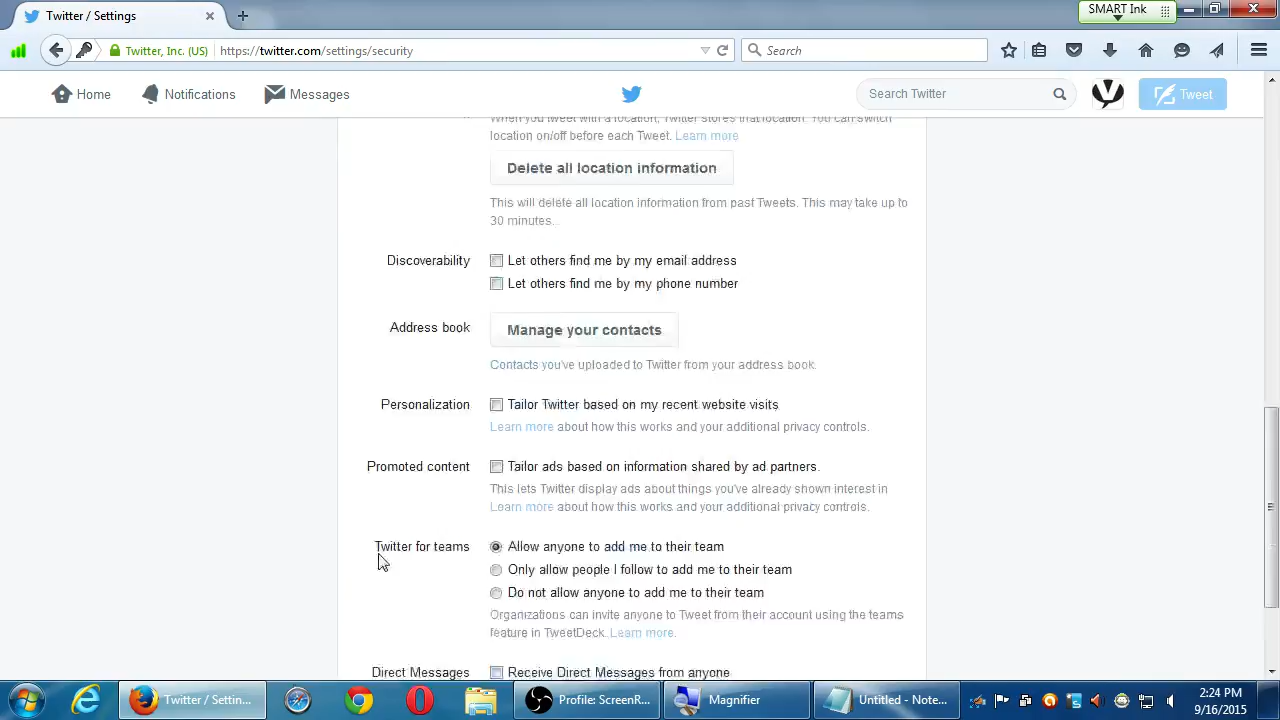 Twitter / Settings
SMART Ink
Twitter, Inc. (US)
https://twitter.com/settings/security
Search
Home
Notifications
Messages
Search Twitter
Tweet
When you tweet with a location, Twitter stores that location. You can switch
location on/off before each Tweet. Learn more
Delete all location information
This will delete all location information from past Tweets. This may take up to
30 minutes.
Discoverability
Let others find me by my email address
Let others find me by my phone number
Address book
Manage your contacts
Contacts you've uploaded to Twitter from your address book.
Personalization
Tailor Twitter based on my recent website visits
Learn more about how this works and your additional privacy controls.
Promoted content
Tailor ads based on information shared by ad partners.
This lets Twitter display ads about things you've already shown interest in
Learn more about how this works and your additional privacy controls.
Twitter for teams
Allow anyone to add me to their team
Only allow people I follow to add me to their team
Do not allow anyone to add me to their team
Organizations can invite anyone to Tweet from their account using the teams
feature in TweetDeck. Learn more.
Direct Messages
Receive Direct Messages from anyone
Twitter / Settin...
Profile: ScreenR...
Magnifier
Untitled - Note...
2:24 PM
9/16/2015